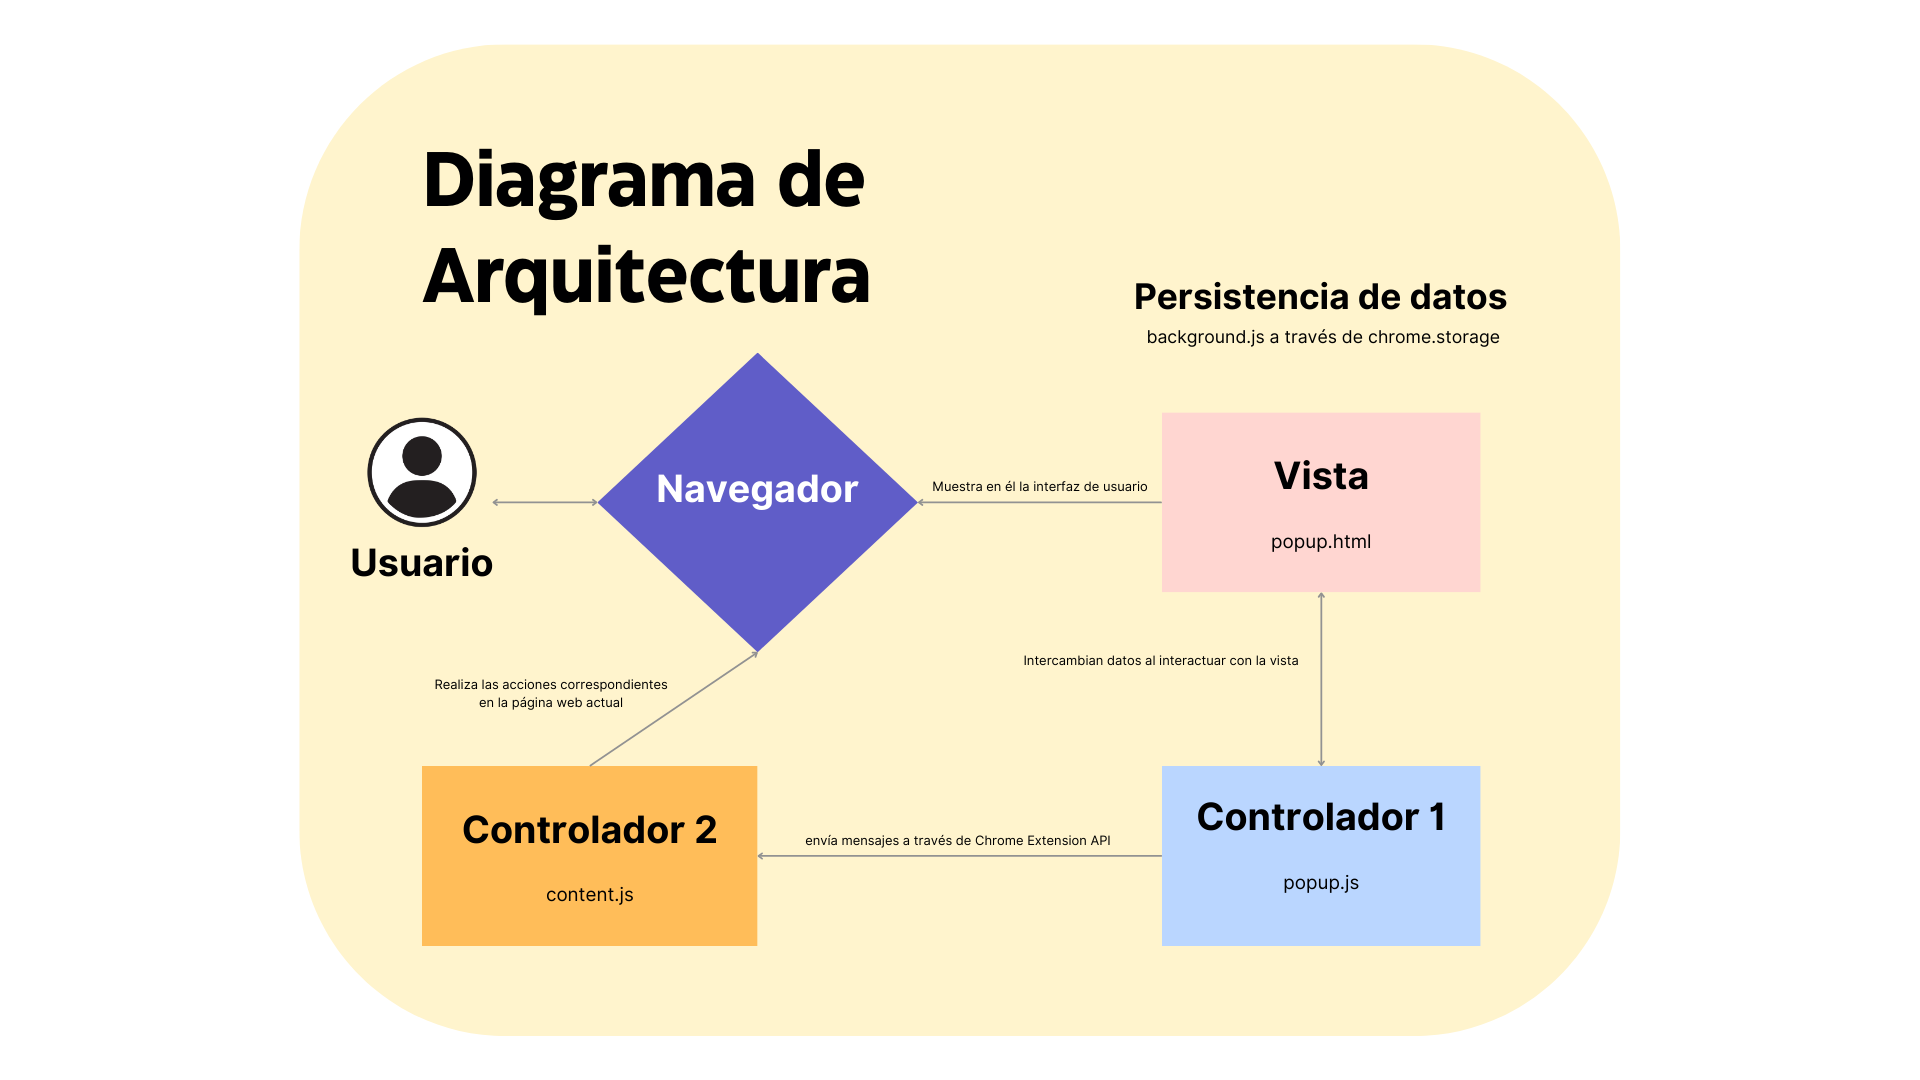 Diagrama de
Arquitectura
Persistencia de datos
background.js a través de chrome.storage
Usuario
Navegador
Muestra en él la interfaz de usuario
Vista
popup.html
Intercambian datos al interactuar con la vista
Realiza las acciones correspondientes
en la página web actual
Controlador 2
content.js
envía mensajes a través de Chrome Extension API
Controlador 1
popup.js